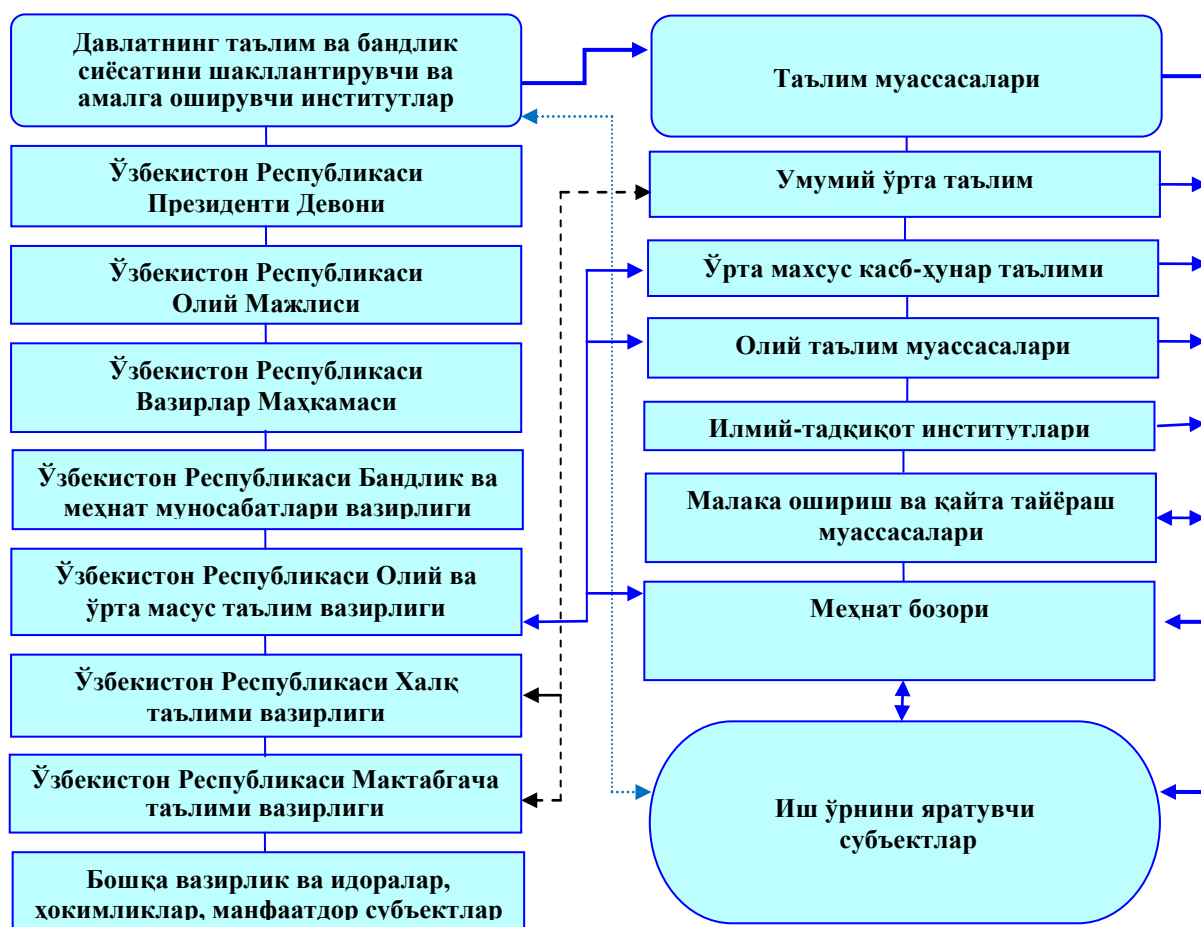 Давлатнинг таълим ва бандлик
сиёсатини шакллантирувчи ва
амалга оширувчи институтлар
Ўзбекистон Республикаси
Президенти Девони
Ўзбекистон Республикаси
Олий Мажлиси
Ўзбекистон Республикаси
Вазирлар Маҳкамаси
Ўзбекистон Республикаси Бандлик ва
меҳнат муносабатлари вазирлиги
Ўзбекистон Республикаси Олий ва
ўрта масус таълим вазирлиги
Ўзбекистон Республикаси Халқ
таълими вазирлиги
Ўзбекистон Республикаси Мактабгача
таълими вазирлиги
Бошқа вазирлик ва идоралар,
ҳокимликлар, манфаатдор субъектлар
Таълим муассасалари
Умумий ўрта таълим
Ўрта махсус касб-ҳунар таълими
Олий таълим муассасалари
Илмий-тадқиқот институтлари
Малака ошириш ва қайта тайёраш
муассасалари
Меҳнат бозори
Иш ўрнини яратувчи
субъектлар